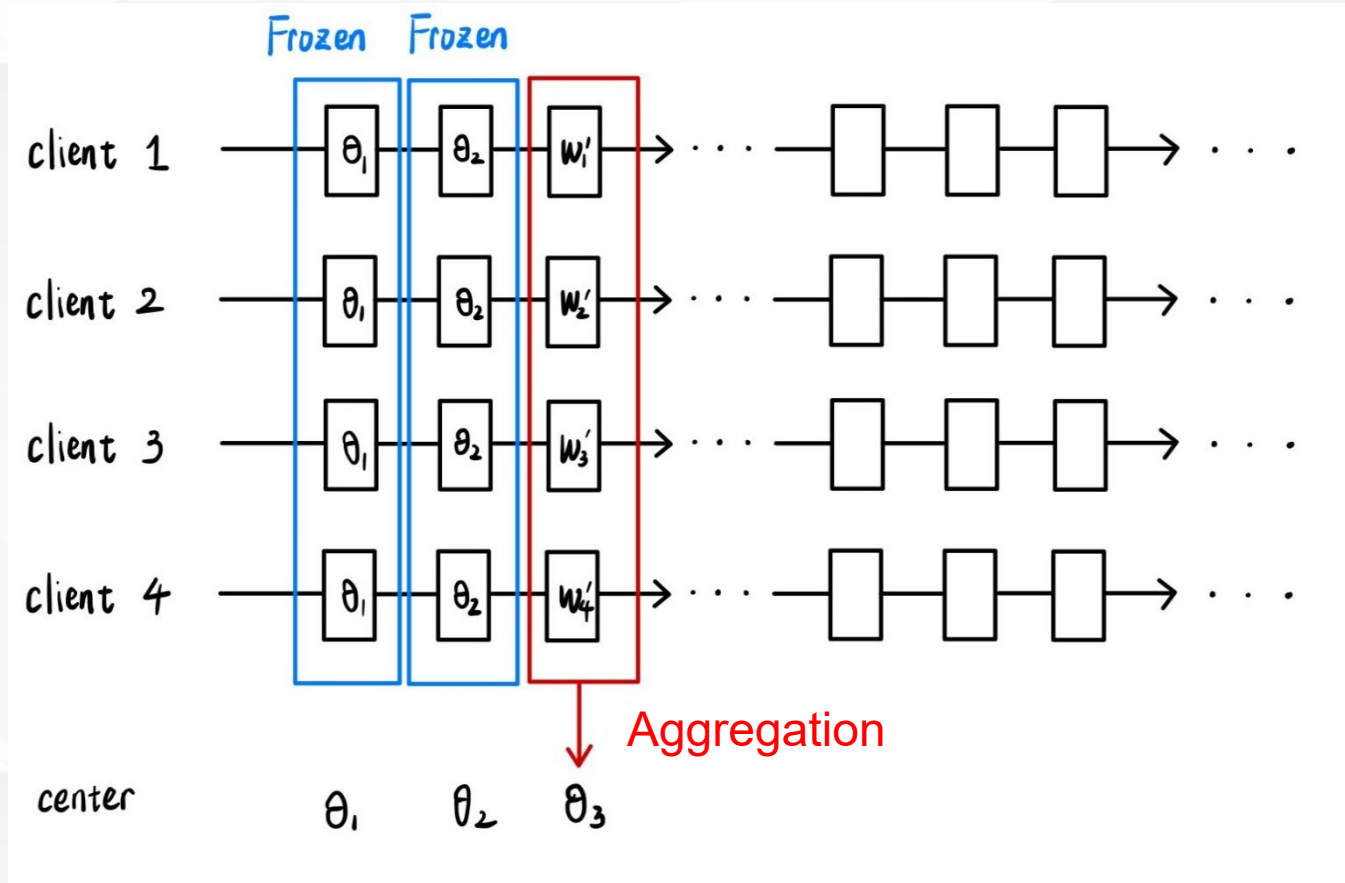 Frozen Frozen
client 1 θ₁ θ₂ W₁′ ... ...
client 2 θ₁ θ₂ W₂′ ... ...
client 3 θ₁ θ₂ W₃′ ... ...
client 4 θ₁ θ₂ W₄′ ... ...
Aggregation
center θ₁ θ₂ θ₃